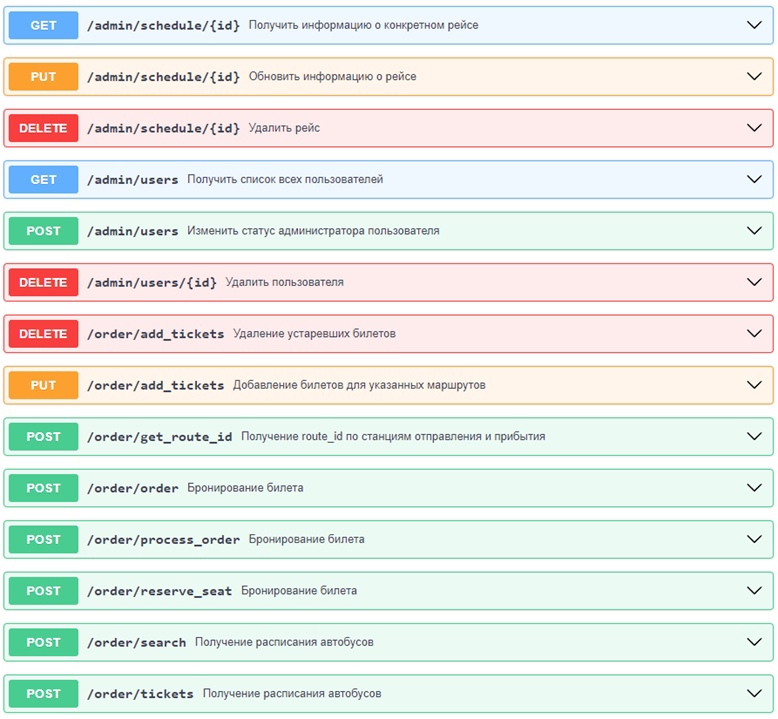 GET /admin/schedule/{id} Получить информацию о конкретном рейсе
PUT /admin/schedule/{id} Обновить информацию о рейсе
DELETE /admin/schedule/{id} Удалить рейс
GET /admin/users Получить список всех пользователей
POST /admin/users Изменить статус администратора пользователя
DELETE /admin/users/{id} Удалить пользователя
DELETE /order/add_tickets Удаление устаревших билетов
PUT /order/add_tickets Добавление билетов для указанных маршрутов
POST /order/get_route_id Получение route_id по станциям отправления и прибытия
POST /order/order Бронирование билета
POST /order/process_order Бронирование билета
POST /order/reserve_seat Бронирование билета
POST /order/search Получение расписания автобусов
POST /order/tickets Получение расписания автобусов